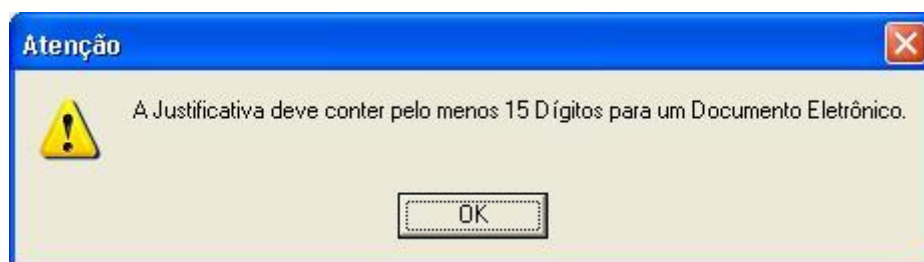 Atenção
A Justificativa deve conter pelo menos 15 Dígitos para um Documento Eletrônico.
OK